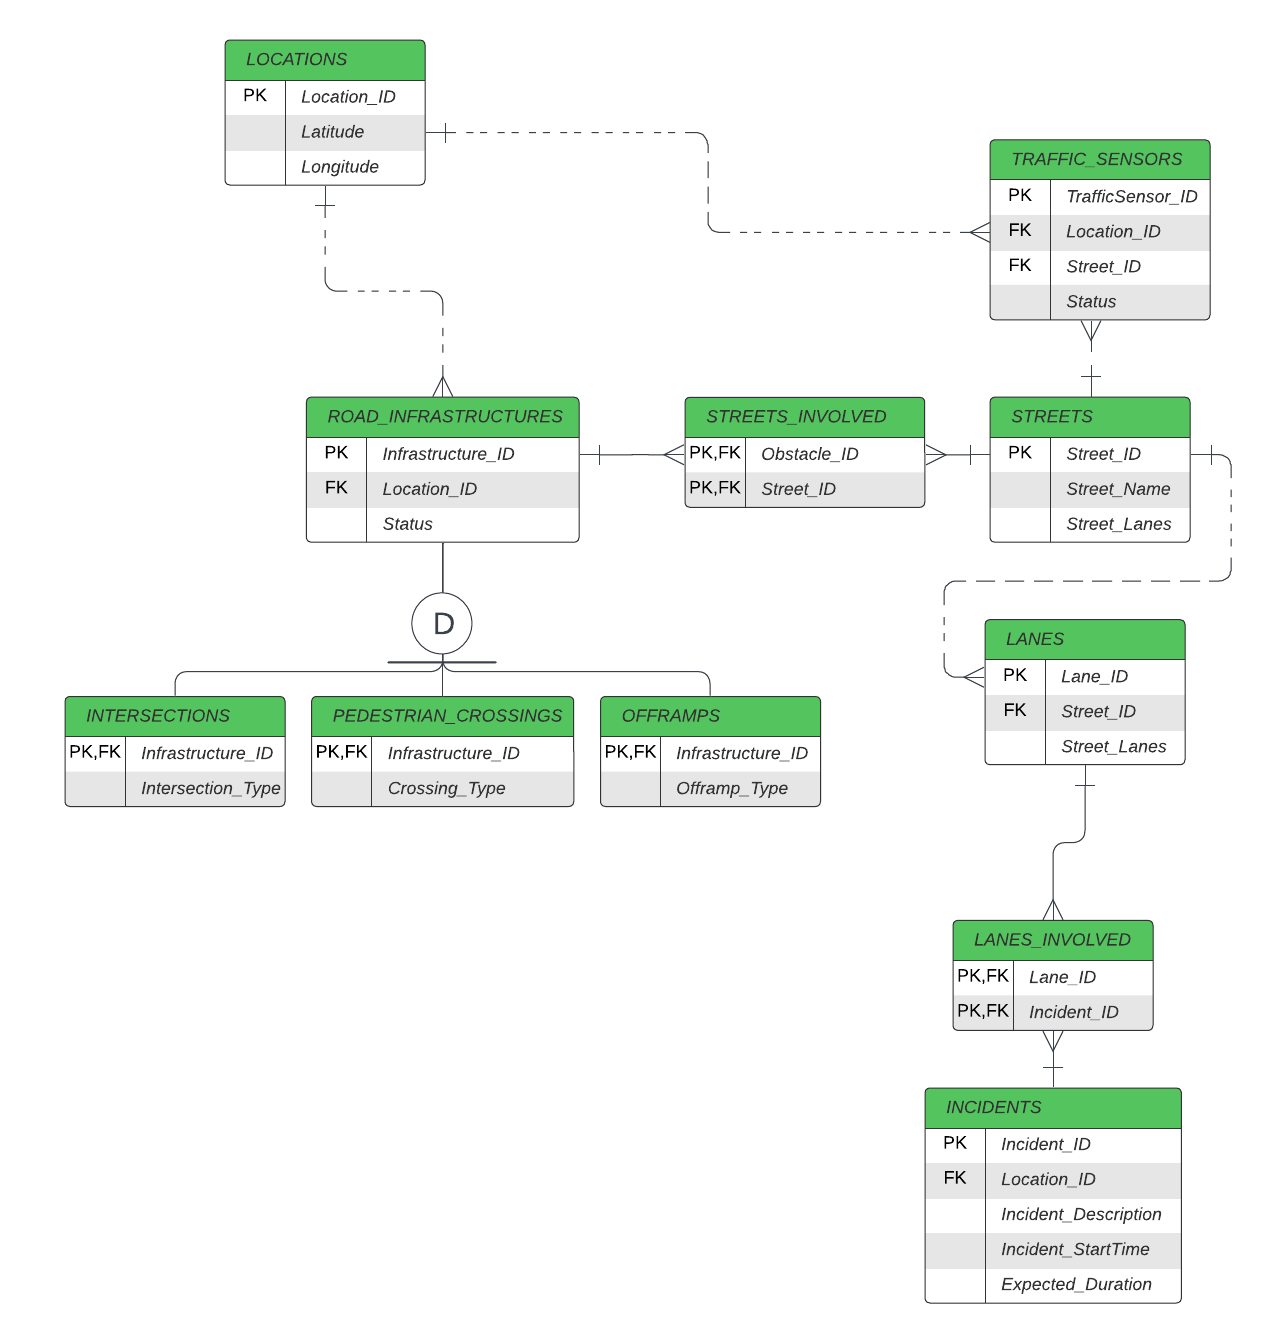 LOCATIONS
PK Location_ID
Latitude
Longitude
TRAFFIC_SENSORS
PK TrafficSensor_ID
FK Location_ID
FK Street_ID
Status
ROAD_INFRASTRUCTURES
PK Infrastructure_ID
FK Location_ID
Status
STREETS_INVOLVED
PK,FK Obstacle_ID
PK,FK Street_ID
STREETS
PK Street_ID
Street_Name
Street_Lanes
D
LANES
PK Lane_ID
FK Street_ID
Street_Lanes
INTERSECTIONS
PK,FK Infrastructure_ID
Intersection_Type
PEDESTRIAN_CROSSINGS
PK,FK Infrastructure_ID
Crossing_Type
OFFRAMPS
PK,FK Infrastructure_ID
Offramp_Type
LANES_INVOLVED
PK,FK Lane_ID
PK,FK Incident_ID
INCIDENTS
PK Incident_ID
FK Location_ID
Incident_Description
Incident_StartTime
Expected_Duration